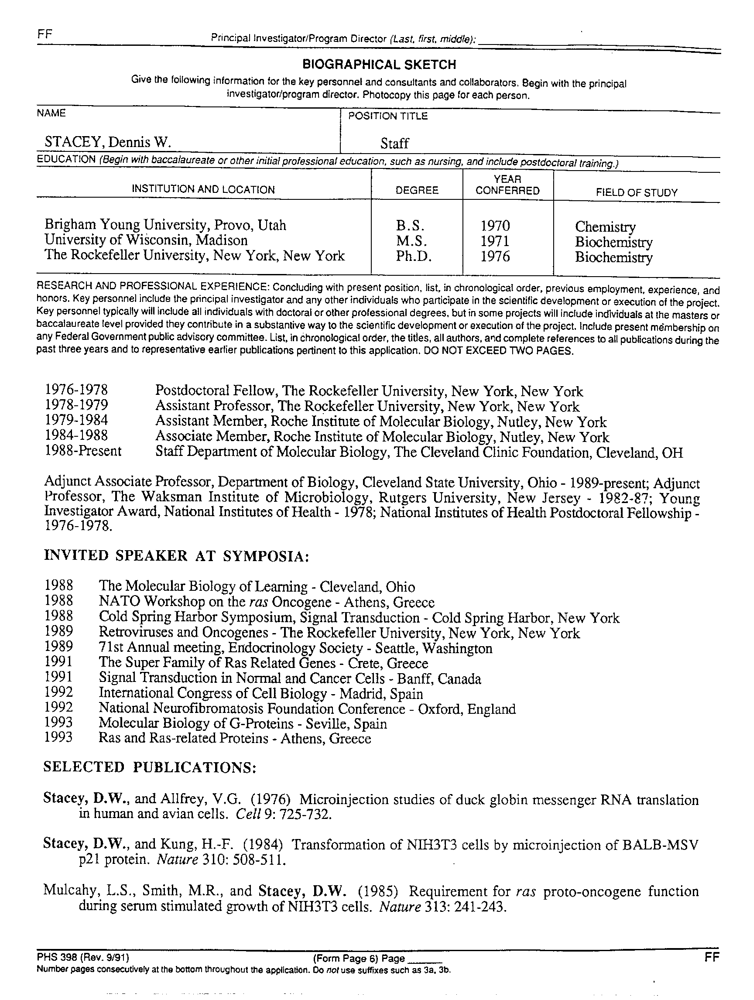 FF
Principal Investigator/Program Director (Last, first, middle):
BIOGRAPHICAL SKETCH
Give the following information for the key personnel and consultants and collaborators. Begin with the principal
investigator/program director. Photocopy this page for each person.
NAME
POSITION TITLE
STACEY, Dennis W.
Staff
EDUCATION (Begin with baccalaureate or other initial professional education, such as nursing, and include postdoctoral training.)
INSTITUTION AND LOCATION DEGREE YEAR CONFERRED FIELD OF STUDY
Brigham Young University, Provo, Utah B.S. 1970 Chemistry
University of Wisconsin, Madison M.S. 1971 Biochemistry
The Rockefeller University, New York, New York Ph.D. 1976 Biochemistry
RESEARCH AND PROFESSIONAL EXPERIENCE: Concluding with present position, list, in chronological order, previous employment, experience, and
honors. Key personnel include the principal investigator and any other individuals who participate in the scientific development or execution of the project.
Key personnel typically will include all individuals with doctoral or other professional degrees, but in some projects will include individuals at the masters or
baccalaureate level provided they contribute in a substantive way to the scientific development or execution of the project. Include present membership on
any Federal Government public advisory committee. List, in chronological order, the titles, all authors, and complete references to all publications during the
past three years and to representative earlier publications pertinent to this application. DO NOT EXCEED TWO PAGES.
1976-1978 Postdoctoral Fellow, The Rockefeller University, New York, New York
1978-1979 Assistant Professor, The Rockefeller University, New York, New York
1979-1984 Assistant Member, Roche Institute of Molecular Biology, Nutley, New York
1984-1988 Associate Member, Roche Institute of Molecular Biology, Nutley, New York
1988-Present Staff Department of Molecular Biology, The Cleveland Clinic Foundation, Cleveland, OH
Adjunct Associate Professor, Department of Biology, Cleveland State University, Ohio - 1989-present; Adjunct
Professor, The Waksman Institute of Microbiology, Rutgers University, New Jersey - 1982-87; Young
Investigator Award, National Institutes of Health - 1978; National Institutes of Health Postdoctoral Fellowship -
1976-1978.
INVITED SPEAKER AT SYMPOSIA:
1988 The Molecular Biology of Learning - Cleveland, Ohio
1988 NATO Workshop on the ras Oncogene - Athens, Greece
1988 Cold Spring Harbor Symposium, Signal Transduction - Cold Spring Harbor, New York
1989 Retroviruses and Oncogenes - The Rockefeller University, New York, New York
1989 71st Annual meeting, Endocrinology Society - Seattle, Washington
1991 The Super Family of Ras Related Genes - Crete, Greece
1991 Signal Transduction in Normal and Cancer Cells - Banff, Canada
1992 International Congress of Cell Biology - Madrid, Spain
1992 National Neurofibromatosis Foundation Conference - Oxford, England
1993 Molecular Biology of G-Proteins - Seville, Spain
1993 Ras and Ras-related Proteins - Athens, Greece
SELECTED PUBLICATIONS:
Stacey, D.W., and Allfrey, V.G. (1976) Microinjection studies of duck globin messenger RNA translation
in human and avian cells. Cell 9: 725-732.
Stacey, D.W., and Kung, H.-F. (1984) Transformation of NIH3T3 cells by microinjection of BALB-MSV
p21 protein. Nature 310: 508-511.
Mulcahy, L.S., Smith, M.R., and Stacey, D.W. (1985) Requirement for ras proto-oncogene function
during serum stimulated growth of NIH3T3 cells. Nature 313: 241-243.
PHS 398 (Rev. 9/91) (Form Page 6) Page FF
Number pages consecutively at the bottom throughout the application. Do not use suffixes such as 3a, 3b.